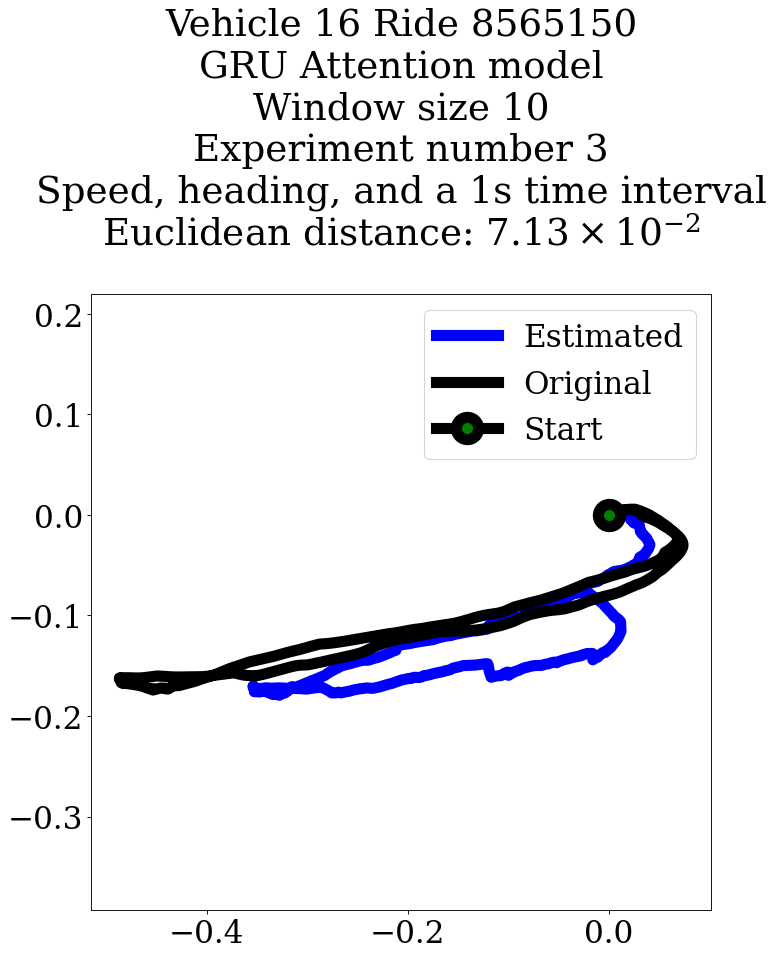 Vehicle 16 Ride 8565150
GRU Attention model
Window size 10
Experiment number 3
Speed, heading, and a 1s time interval
Euclidean distance: 7.13 × 10⁻²
Estimated
Original
Start
0.2
0.1
0.0
−0.1
−0.2
−0.3
−0.4
−0.2
0.0